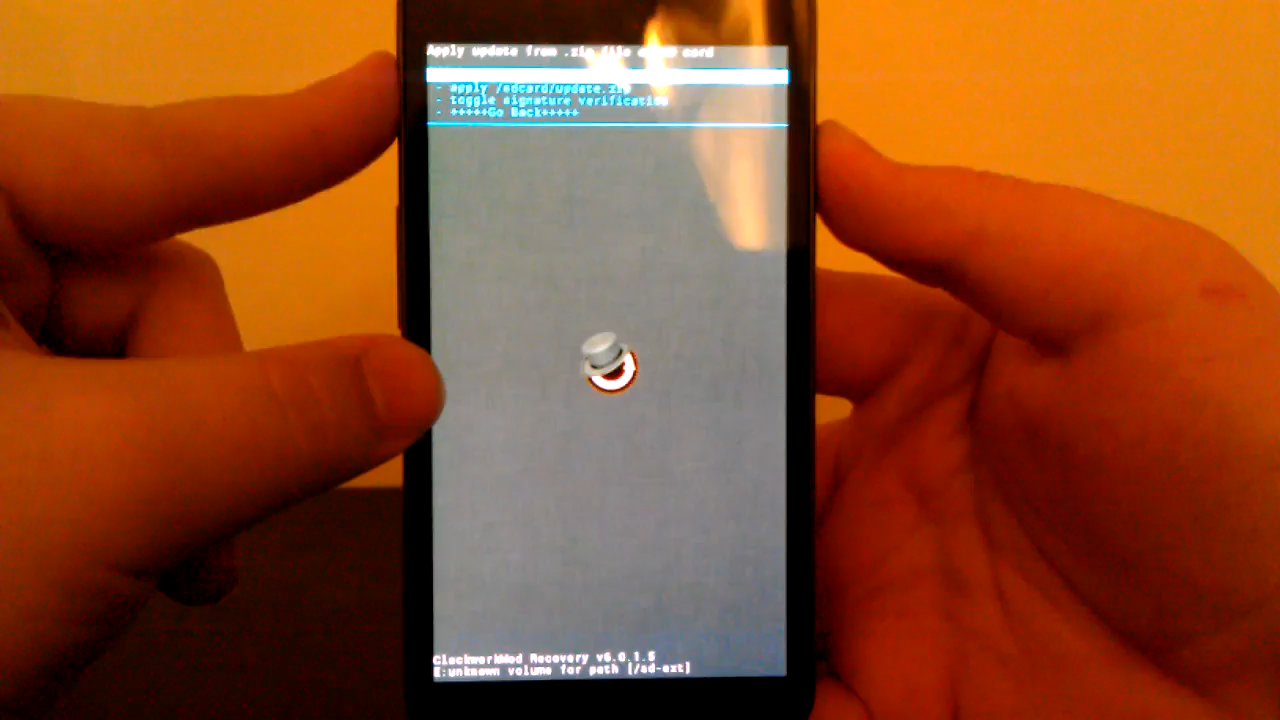 Apply update from .zip file on sd card
- apply /sdcard/update.zip
- toggle signature verification
- +++++Go Back+++++
ClockworkMod Recovery v6.0.1.5
E:unknown volume for path [/sd-ext]